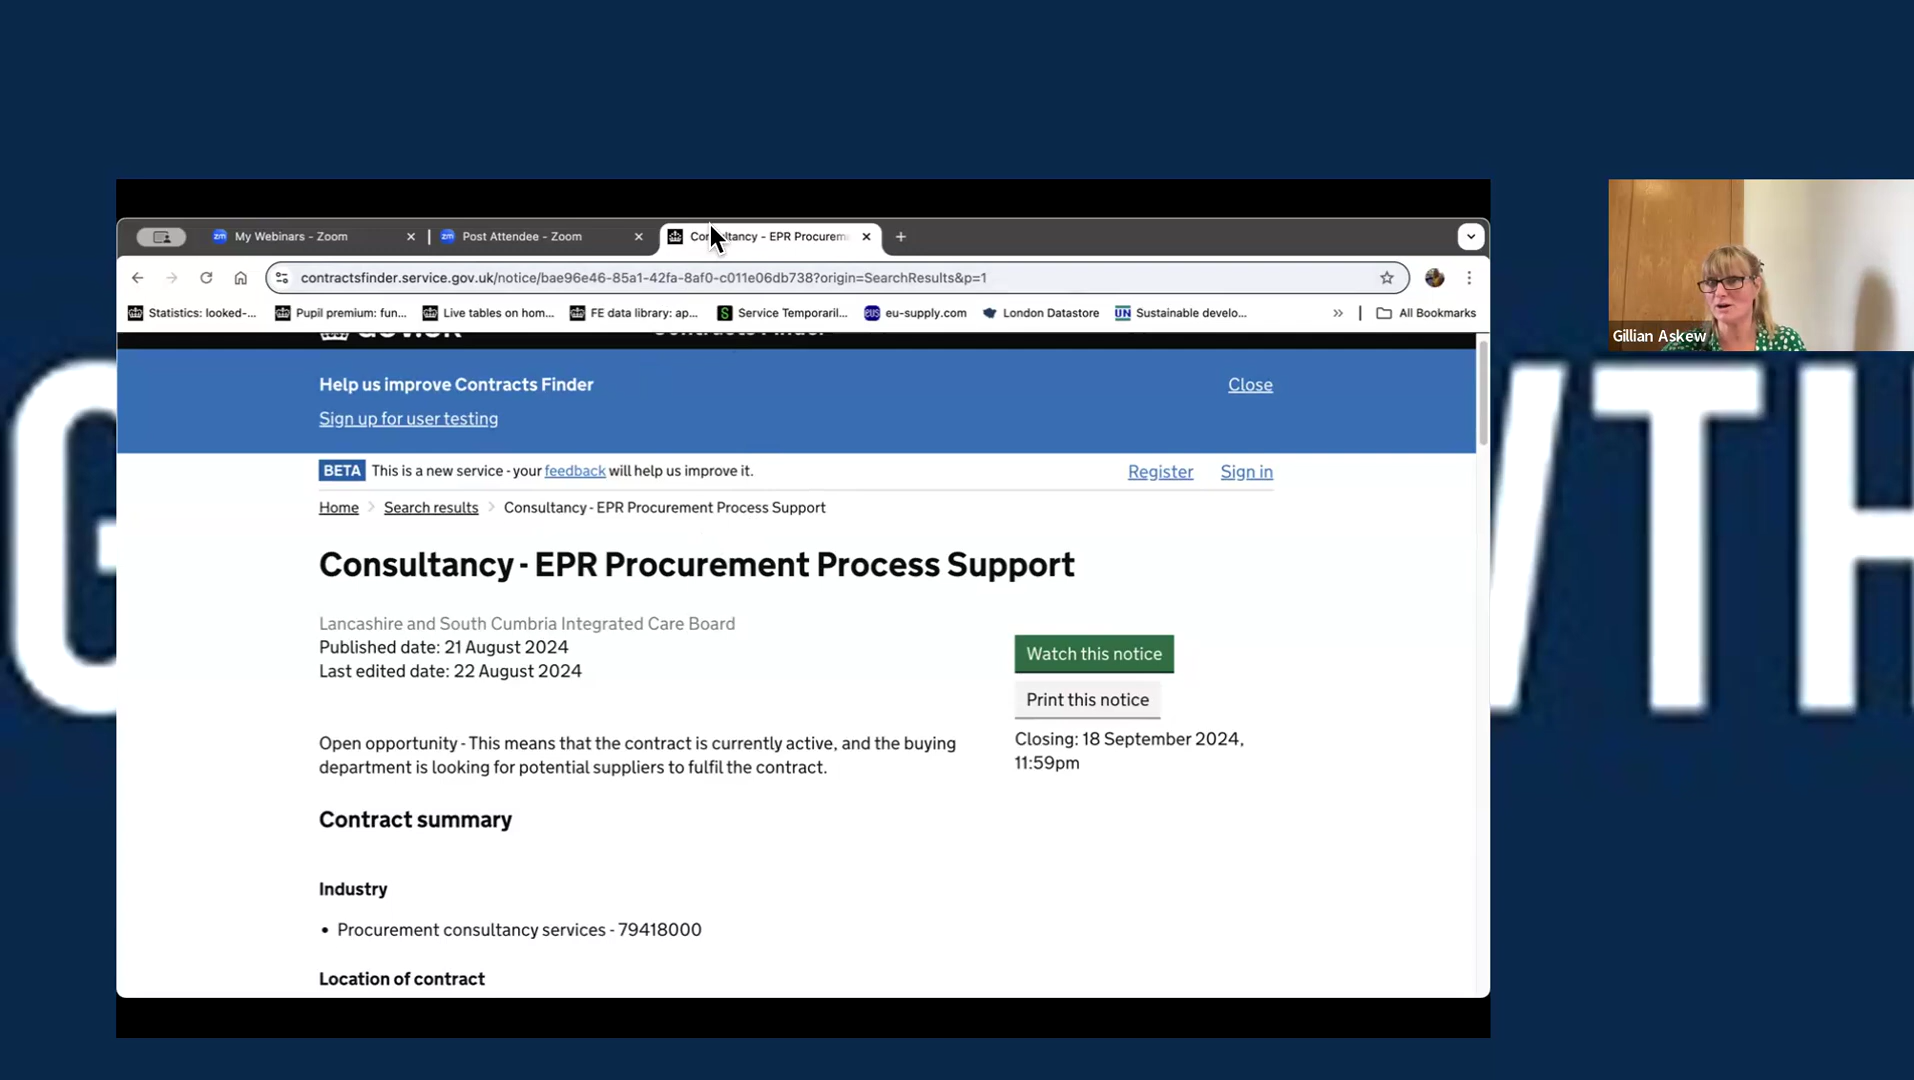 My Webinars - Zoom
Post Attendee - Zoom
Consultancy - EPR Procurem
contractsfinder.service.gov.uk/notice/bae96e46-85a1-42fa-8af0-c011e06db738?origin=SearchResults&p=1
Statistics: looked-...
Pupil premium: fun...
Live tables on hom...
FE data library: ap...
Service Temporaril...
eu-supply.com
London Datastore
UN Sustainable develo...
All Bookmarks
Gillian Askew
Help us improve Contracts Finder
Close
Sign up for user testing
BETA This is a new service - your feedback will help us improve it.
Register Sign in
Home Search results Consultancy - EPR Procurement Process Support
Consultancy - EPR Procurement Process Support
Lancashire and South Cumbria Integrated Care Board
Published date: 21 August 2024
Last edited date: 22 August 2024
Watch this notice
Print this notice
Open opportunity - This means that the contract is currently active, and the buying
department is looking for potential suppliers to fulfil the contract.
Closing: 18 September 2024,
11:59pm
Contract summary
Industry
• Procurement consultancy services - 79418000
Location of contract